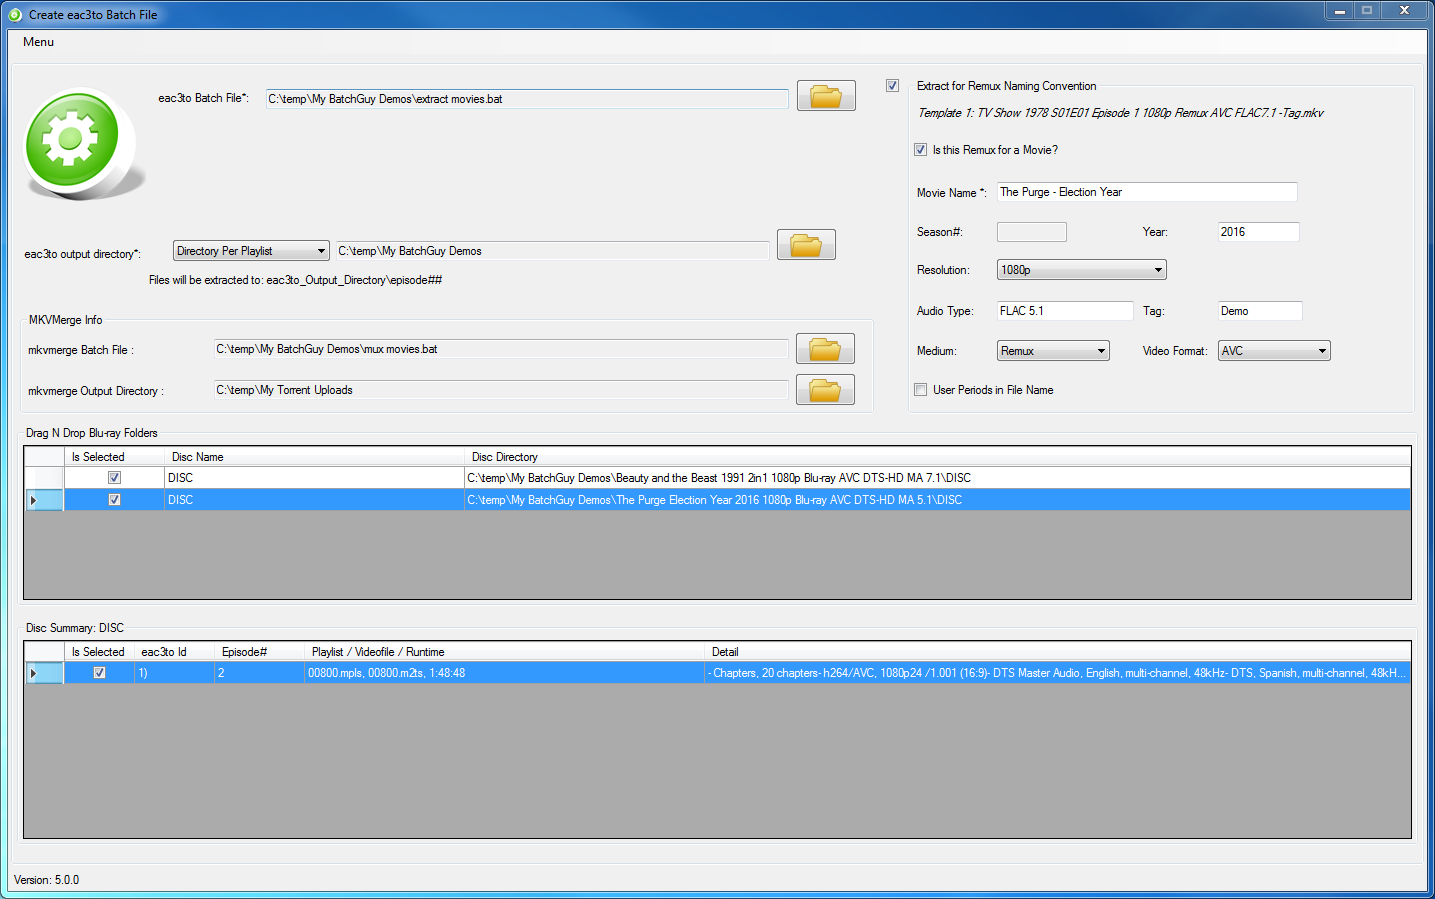 Create eac3to Batch File
Menu
eac3to Batch File*:
C:\temp\My BatchGuy Demos\extract movies.bat
Extract for Remux Naming Convention
Template 1: TV Show 1978 S01E01 Episode 1 1080p Remux AVC FLAC7.1 -Tag.mkv
Is this Remux for a Movie?
Movie Name *: The Purge - Election Year
Season#: Year: 2016
eac3to output directory*: Directory Per Playlist C:\temp\My BatchGuy Demos
Files will be extracted to: eac3to_Output_Directory\episode##
Resolution: 1080p
Audio Type: FLAC 5.1 Tag: Demo
Medium: Remux Video Format: AVC
User Periods in File Name
MKVMerge Info
mkvmerge Batch File : C:\temp\My BatchGuy Demos\mux movies.bat
mkvmerge Output Directory : C:\temp\My Torrent Uploads
Drag N Drop Blu-ray Folders
Is Selected Disc Name Disc Directory
DISC C:\temp\My BatchGuy Demos\Beauty and the Beast 1991 2in1 1080p Blu-ray AVC DTS-HD MA 7.1\DISC
DISC C:\temp\My BatchGuy Demos\The Purge Election Year 2016 1080p Blu-ray AVC DTS-HD MA 5.1\DISC
Disc Summary: DISC
Is Selected eac3to Id Episode# Playlist / Videofile / Runtime Detail
1) 2 00800.mpls, 00800.m2ts, 1:48:48 - Chapters, 20 chapters- h264/AVC, 1080p24 /1.001 (16:9)- DTS Master Audio, English, multi-channel, 48kHz- DTS, Spanish, multi-channel, 48kH...
Version: 5.0.0